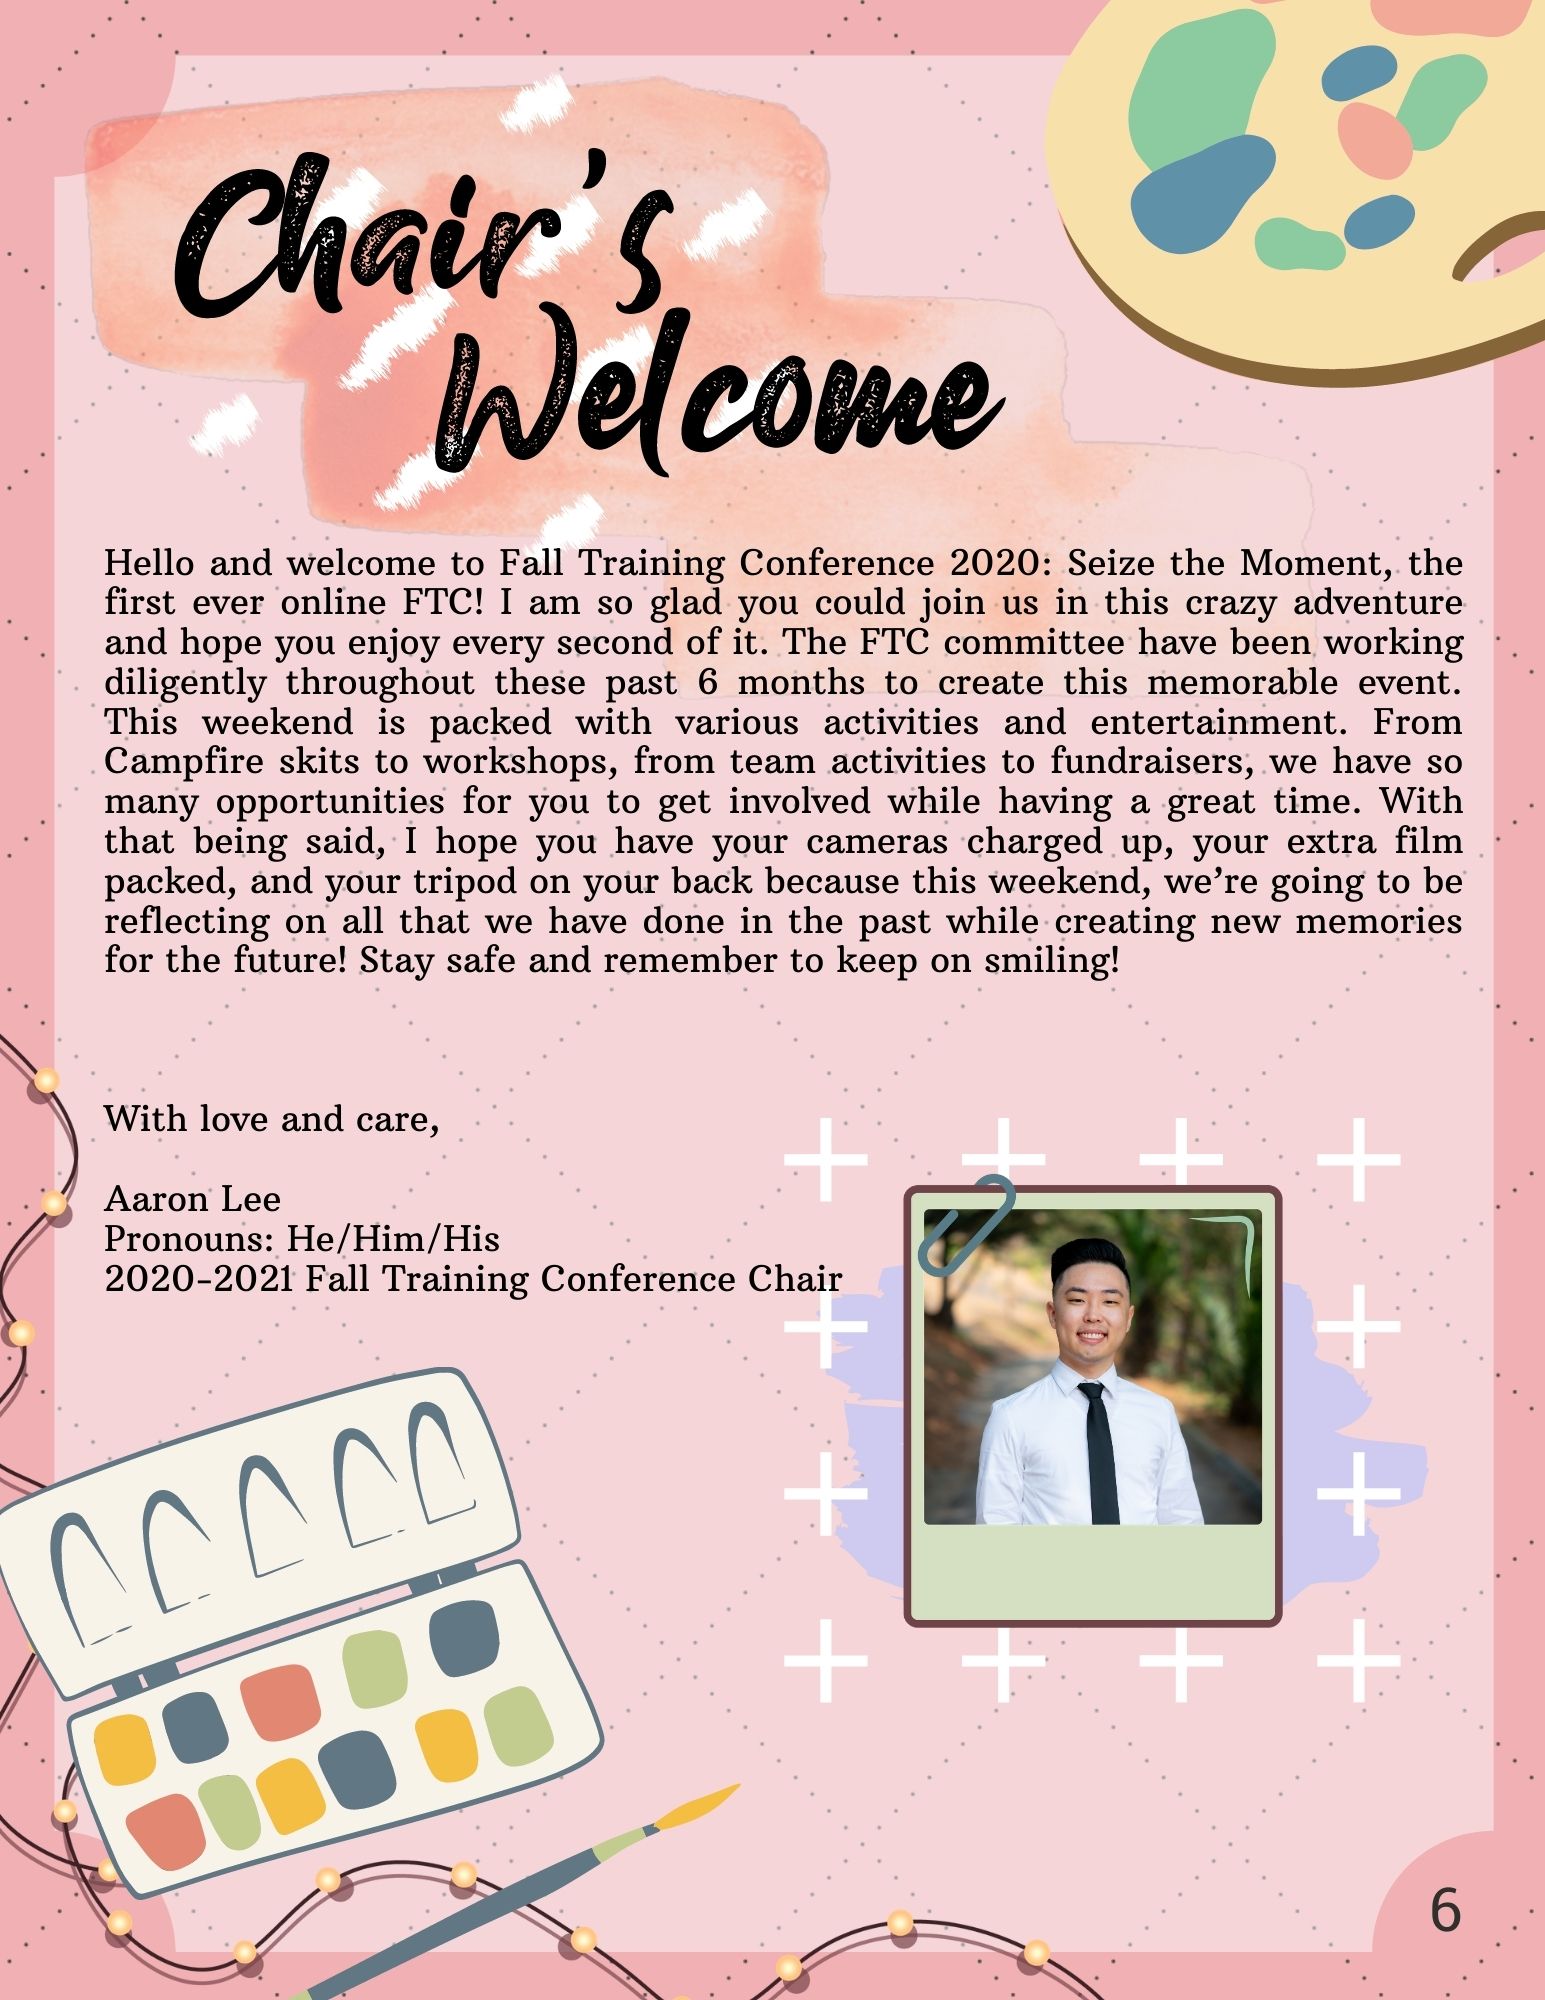 Chair's
Welcome
Hello and welcome to Fall Training Conference 2020: Seize the Moment, the
first ever online FTC! I am so glad you could join us in this crazy adventure
and hope you enjoy every second of it. The FTC committee have been working
diligently throughout these past 6 months to create this memorable event.
This weekend is packed with various activities and entertainment. From
Campfire skits to workshops, from team activities to fundraisers, we have so
many opportunities for you to get involved while having a great time. With
that being said, I hope you have your cameras charged up, your extra film
packed, and your tripod on your back because this weekend, we’re going to be
reflecting on all that we have done in the past while creating new memories
for the future! Stay safe and remember to keep on smiling!
With love and care,
Aaron Lee
Pronouns: He/Him/His
2020-2021 Fall Training Conference Chair
6